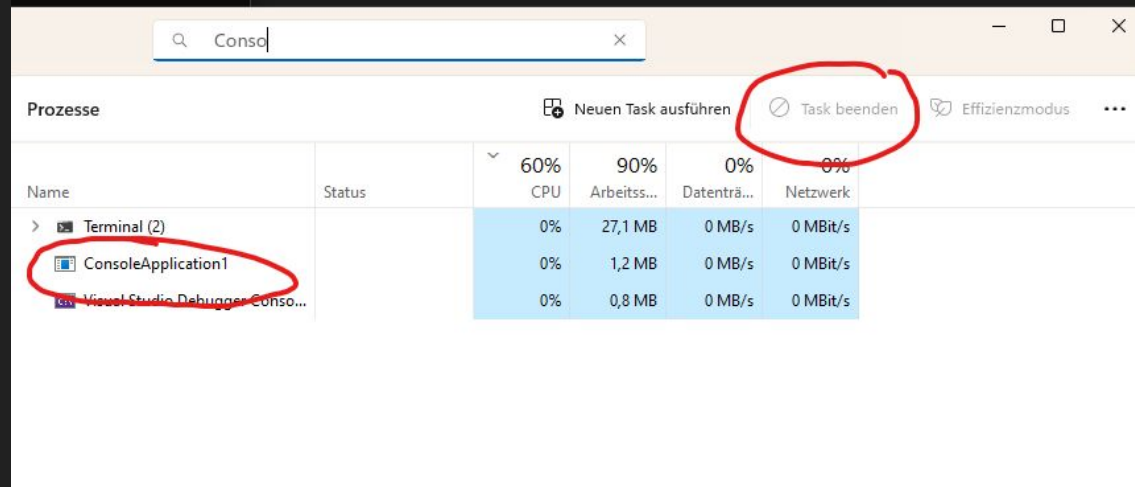 Conso
Prozesse
Neuen Task ausführen
Task beenden
Effizienzmodus
60% 90% 0% 0%
Name Status CPU Arbeitss... Datenträ... Netzwerk
Terminal (2) 0% 27,1 MB 0 MB/s 0 MBit/s
ConsoleApplication1 0% 1,2 MB 0 MB/s 0 MBit/s
Visual Studio Debugger Conso... 0% 0,8 MB 0 MB/s 0 MBit/s